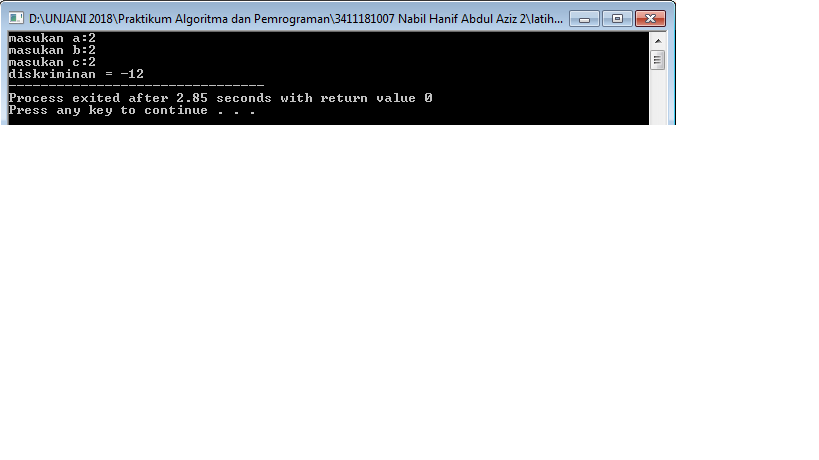 D:\UNJANI 2018\Praktikum Algoritma dan Pemrograman\3411181007 Nabil Hanif Abdul Aziz 2\latih...
masukan a:2
masukan b:2
masukan c:2
diskriminan = -12
--------------------------------
Process exited after 2.85 seconds with return value 0
Press any key to continue . . .